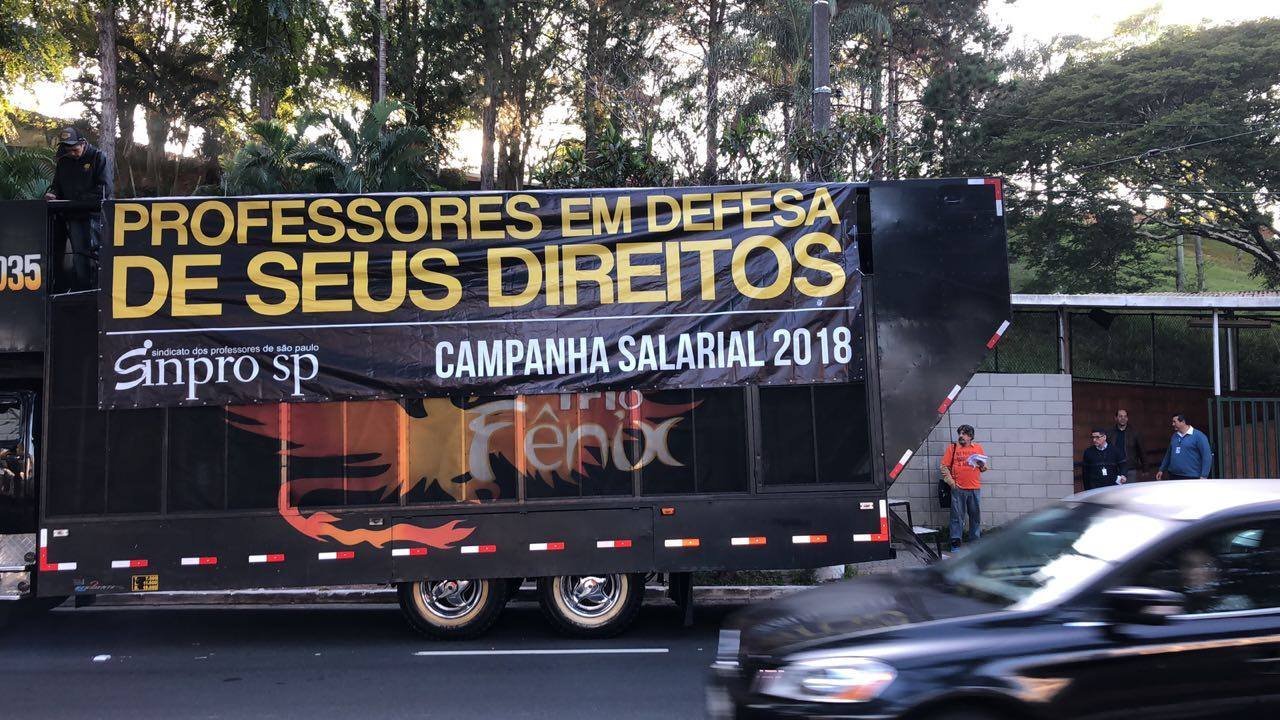 035
PROFESSORES EM DEFESA
DE SEUS DIREITOS
sindicato dos professores de são paulo
sinpro sp
CAMPANHA SALARIAL 2018
Trio
Fênix